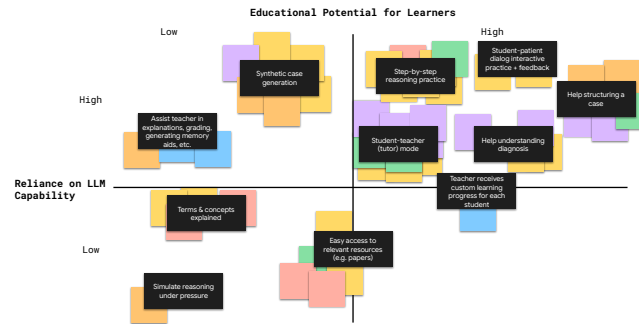 Educational Potential for Learners
Low
High
Student-patient
dialog interactive
practice + feedback
Synthetic case
generation
Step-by-step
reasoning practice
Help structuring a
case
High
Assist teacher in
explanations, grading,
generating memory
aids, etc.
Student-teacher
(tutor) mode
Help understanding
diagnosis
Reliance on LLM
Capability
Teacher receives
custom learning
progress for each
student
Terms & concepts
explained
Low
Easy access to
relevant resources
(e.g. papers)
Simulate reasoning
under pressure